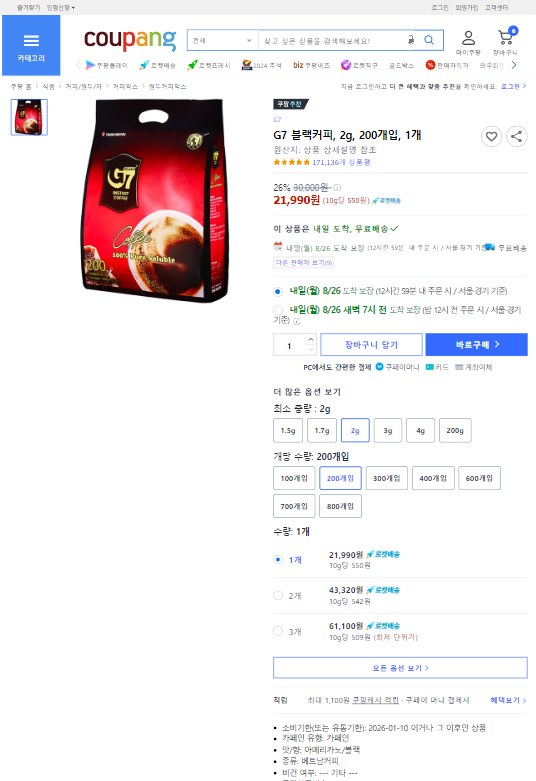 즐겨찾기 입점신청
로그인 회원가입 고객센터
카테고리
coupang
전체
찾고 싶은 상품을 검색해보세요!
마이쿠팡
장바구니
0
쿠팡플레이 로켓배송 로켓프레시 2024 추석 biz 쿠팡비즈 로켓직구 골드박스 판매자특가 와우회원
쿠팡 홈 > 식품 > 커피/원두/차 > 커피믹스 > 원두커피믹스
지금 로그인하고 더 큰 혜택과 맞춤 추천을 확인하세요. 로그인 >
쿠팡추천
G7
G7 블랙커피, 2g, 200개입, 1개
원산지: 상품 상세설명 참조
171,136개 상품평
26% 30,000원
21,990원 (10g당 550원) 로켓배송
이 상품은 내일 도착, 무료배송
내일(월) 8/26 도착 보장 (12시간 59분 내 주문 시 / 서울⋅경기 기준)
무료배송
다른 판매자 보기(9)
내일(월) 8/26 도착 보장 (12시간 59분 내 주문 시 / 서울⋅경기 기준)
내일(월) 8/26 새벽 7시 전 도착 보장 (밤 12시 전 주문 시 / 서울⋅경기
기준)
1
장바구니 담기
바로구매 >
PC에서도 간편한 결제 쿠페이머니 카드 계좌이체
더 많은 옵션 보기
최소 중량 : 2g
1.5g 1.7g 2g 3g 4g 200g
개당 수량: 200개입
100개입 200개입 300개입 400개입 600개입
700개입 800개입
수량: 1개
1개 21,990원 로켓배송
10g당 550원
2개 43,320원 로켓배송
10g당 542원
3개 61,100원 로켓배송
10g당 509원 (최저 단위가)
모든 옵션 보기 >
적립 최대 1,100원 쿠팡캐시 적립 · 쿠페이 머니 결제시 혜택보기 >
• 소비기한(또는 유통기한): 2026-01-10 이거나 그 이후인 상품
• 카페인 유형: 카페인
• 맛/향: 아메리카노/블랙
• 종류: 베트남커피
• 비건 여부: --- 기타 ---
G7
INSTANT
COFFEE
Coffee
100% Pure Soluble
200